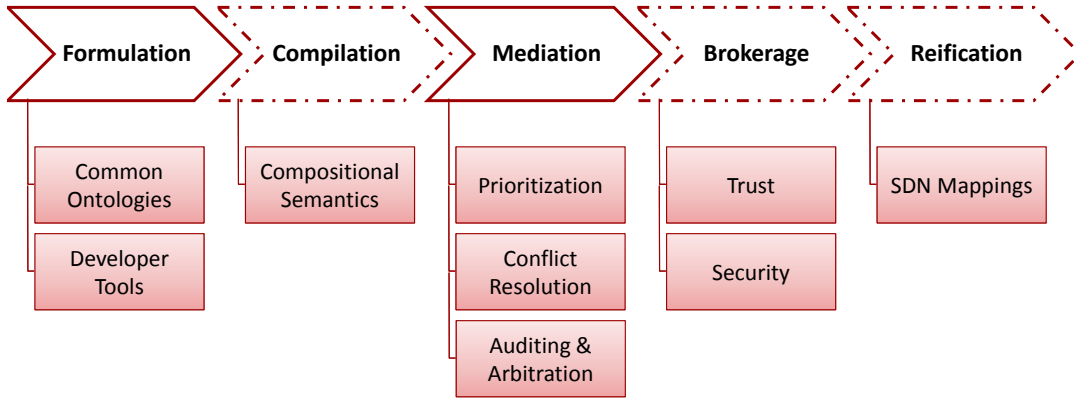 Formulation
Compilation
Mediation
Brokerage
Reification
Common
Ontologies
Developer
Tools
Compositional
Semantics
Prioritization
Conflict
Resolution
Auditing &
Arbitration
Trust
Security
SDN Mappings